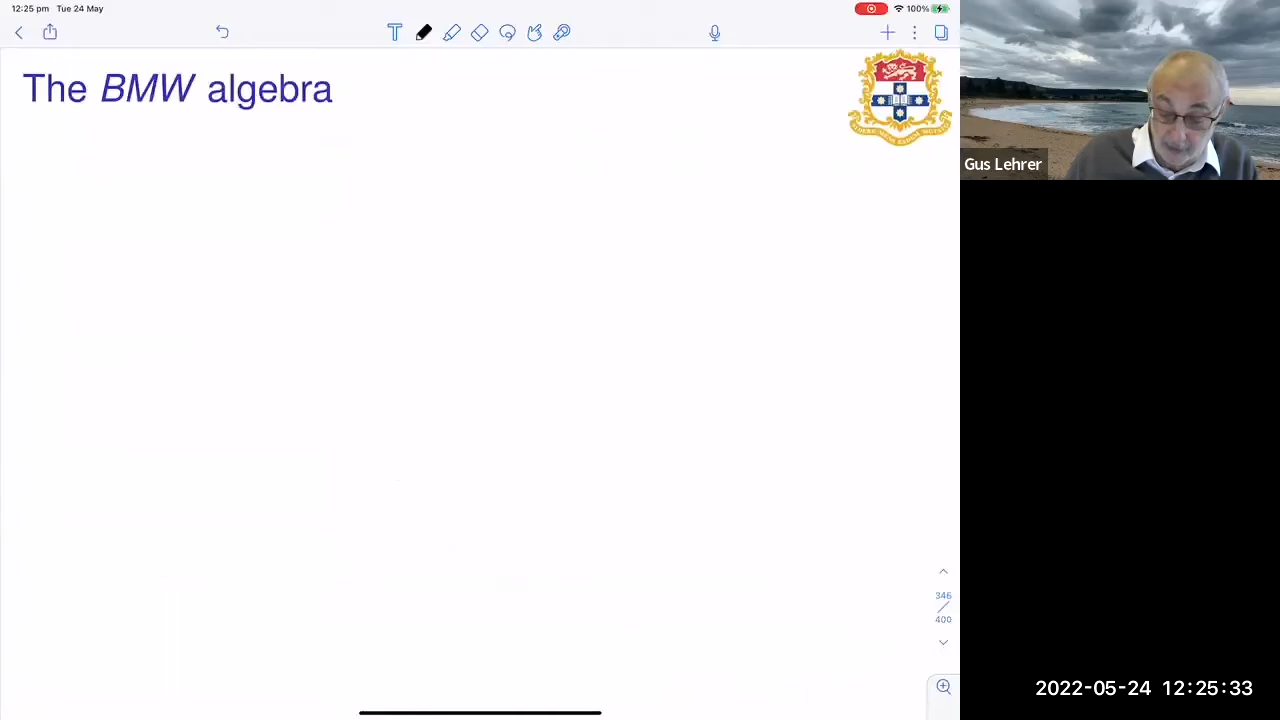 12:25 pm Tue 24 May
100%
The BMW algebra
Gus Lehrer
346
400
2022-05-24 12:25:33